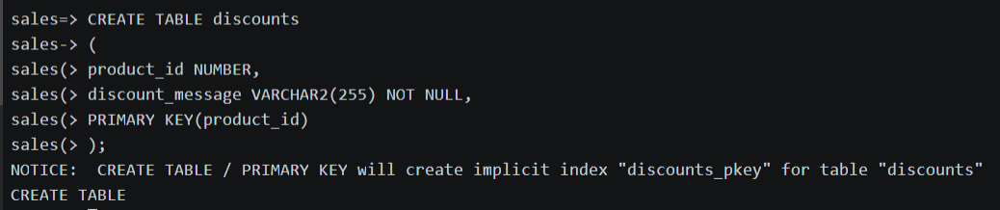 sales=> CREATE TABLE discounts
sales-> (
sales(> product_id NUMBER,
sales(> discount_message VARCHAR2(255) NOT NULL,
sales(> PRIMARY KEY(product_id)
sales(> );
NOTICE:  CREATE TABLE / PRIMARY KEY will create implicit index "discounts_pkey" for table "discounts"
CREATE TABLE